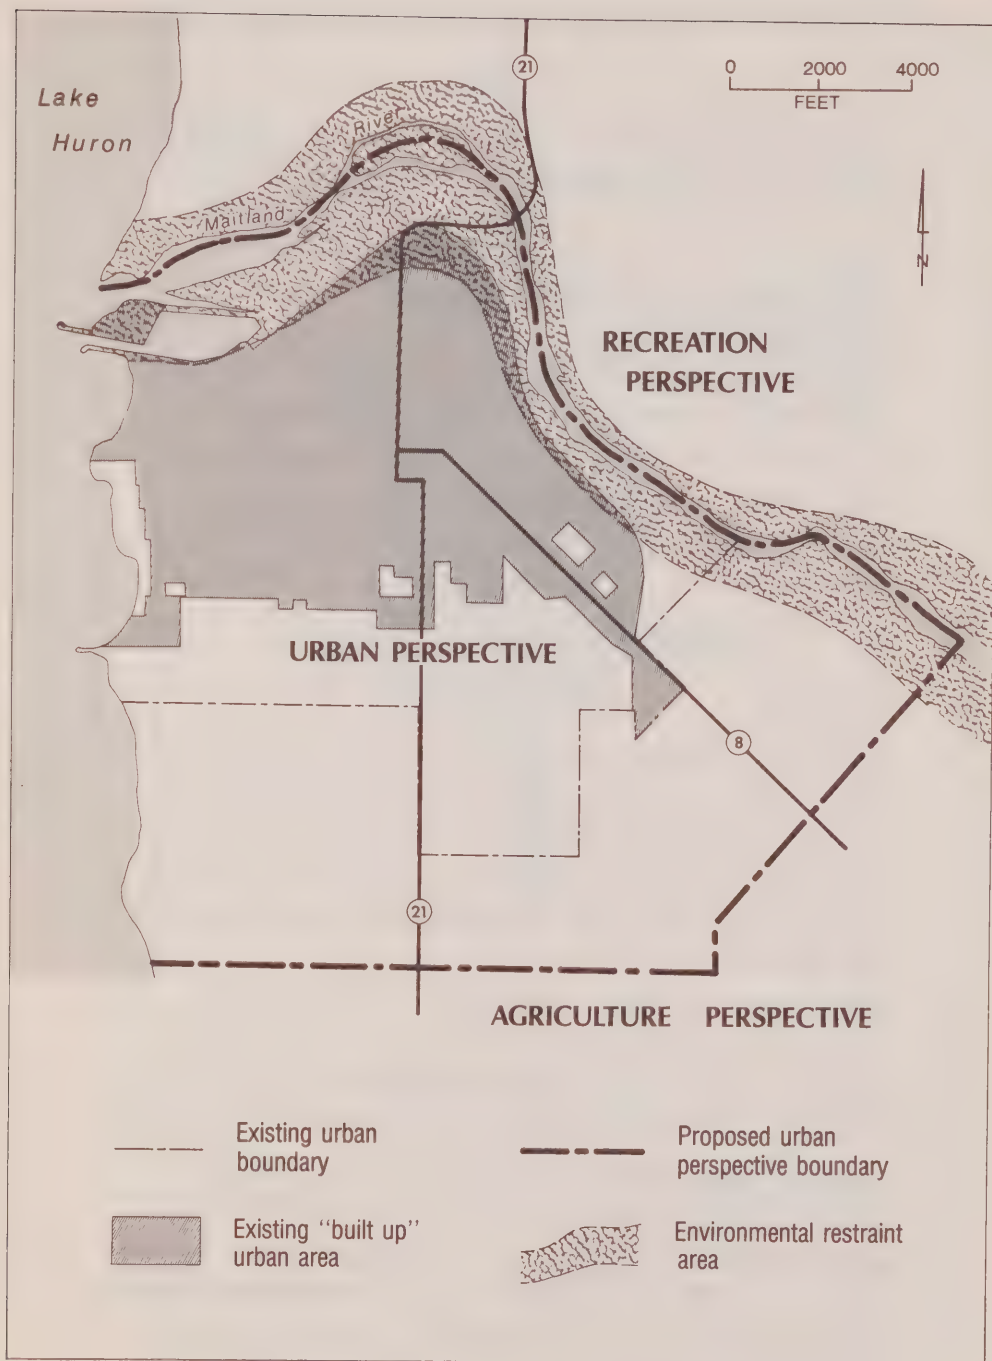 21
0 2000 4000
FEET
Lake
Huron
River
Maitland
N
RECREATION
PERSPECTIVE
URBAN PERSPECTIVE
8
21
AGRICULTURE PERSPECTIVE
Existing urban
boundary
Proposed urban
perspective boundary
Existing "built up"
urban area
Environmental restraint
area